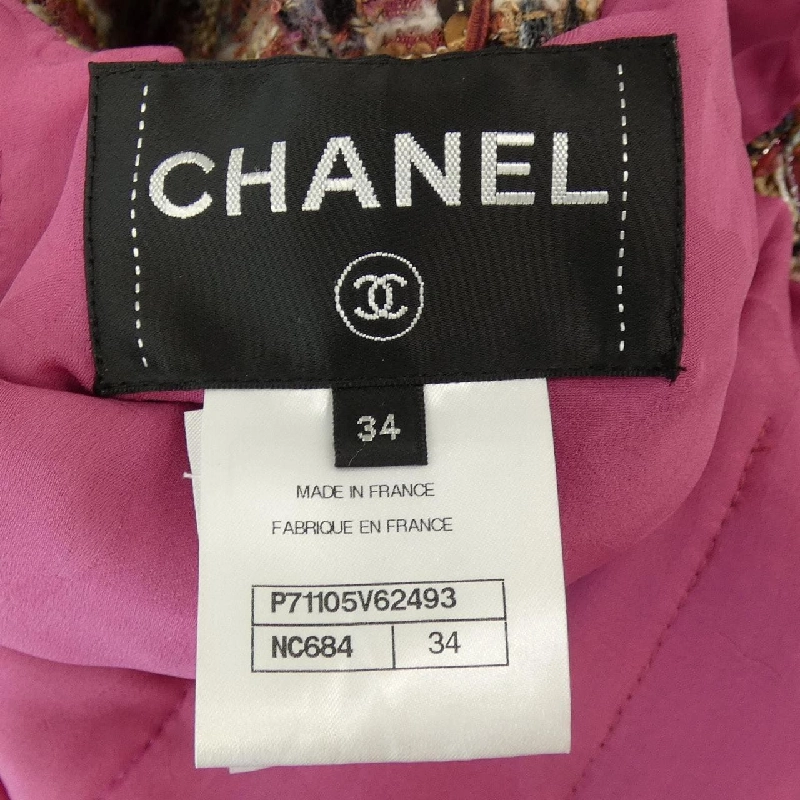 CHANEL
34
MADE IN FRANCE
FABRIQUE EN FRANCE
P71105V62493
NC684 34